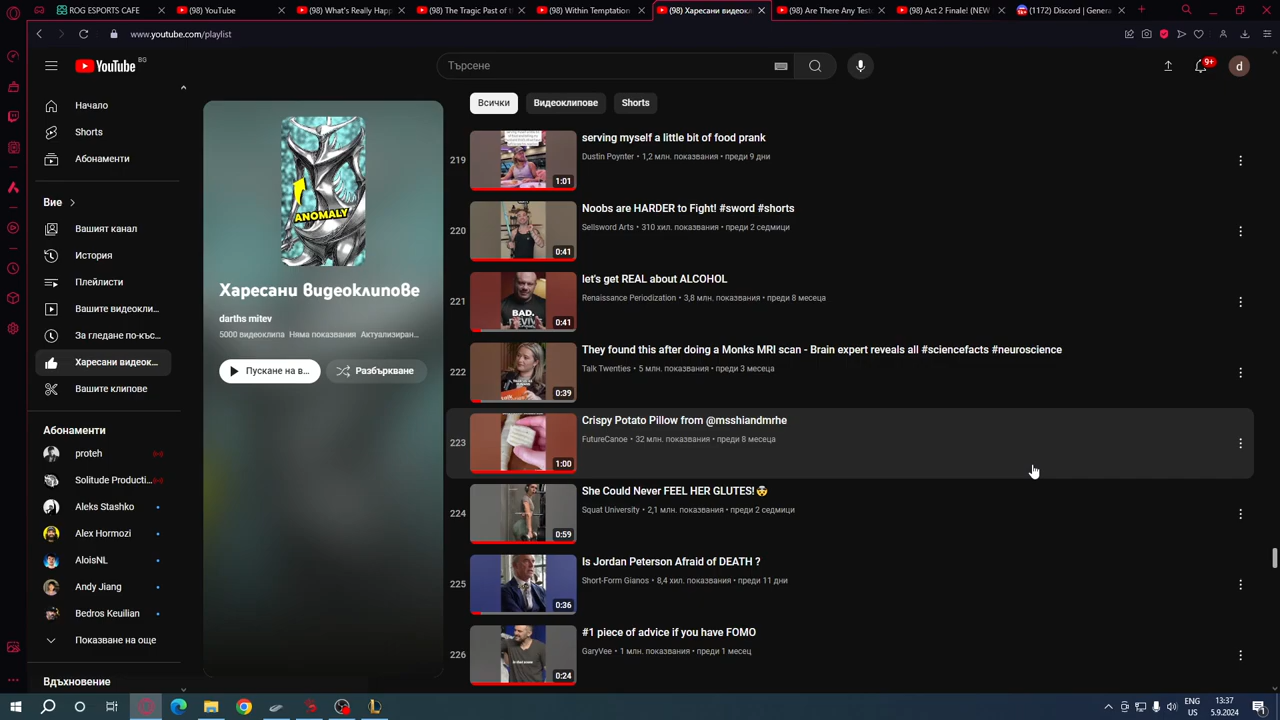 ROG ESPORTS CAFE
(98) YouTube
(98) What's Really Happ
(98) The Tragic Past of
(98) Within Temptation
(98) Харесани видеокл
(98) Are There Any Testo
(98) Act 2 Finale! (NEW
(1172) Discord | Genera
www.youtube.com/playlist
YouTube BG
Търсене
9+
d
Начало
Shorts
Абонаменти
Вие
Вашият канал
История
Плейлисти
Вашите видеокли...
За гледане по-къс...
Харесани видеок...
Вашите клипове
Абонаменти
yroteh
Solitude Producti...
Aleks Stashko
Alex Hormozi
AloisNL
Andy Jiang
Bedros Keuilian
Показване на още
Вдъхновение
ANOMALY
Харесани видеоклипове
darths mitev
5000 видеоклипа Няма показвания Актуализиран...
Пускане на в...
Разбъркване
Всички
Видеоклипове
Shorts
219
1:01
serving myself a little bit of food prank
Dustin Poynter • 1,2 млн. показвания • преди 9 дни
220
0:41
Noobs are HARDER to Fight! #sword #shorts
Sellsword Arts • 310 хил. показвания • преди 2 седмици
221
BAD.
0:41
let's get REAL about ALCOHOL
Renaissance Periodization • 3,8 млн. показвания • преди 8 месеца
222
0:39
They found this after doing a Monks MRI scan - Brain expert reveals all #sciencefacts #neuroscience
Talk Twenties • 5 млн. показвания • преди 3 месеца
223
1:00
Crispy Potato Pillow from @msshiandmrhe
FutureCanoe • 32 млн. показвания • преди 8 месеца
224
0:59
She Could Never FEEL HER GLUTES!🤯
Squat University • 2,1 млн. показвания • преди 2 седмици
225
0:36
Is Jordan Peterson Afraid of DEATH ?
Short-Form Gianos • 8,4 хил. показвания • преди 11 дни
226
0:24
#1 piece of advice if you have FOMO
GaryVee • 1 млн. показвания • преди 1 месец
ENG
US
13:37
5.9.2024